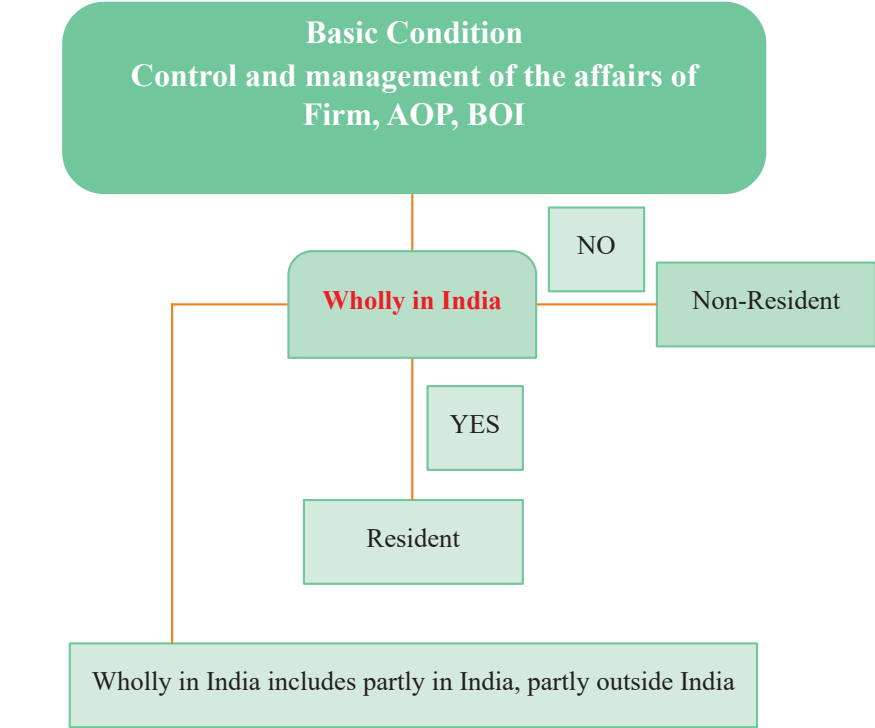 Basic Condition
Control and management of the affairs of
Firm, AOP, BOI
NO
Wholly in India
Non-Resident
YES
Resident
Wholly in India includes partly in India, partly outside India